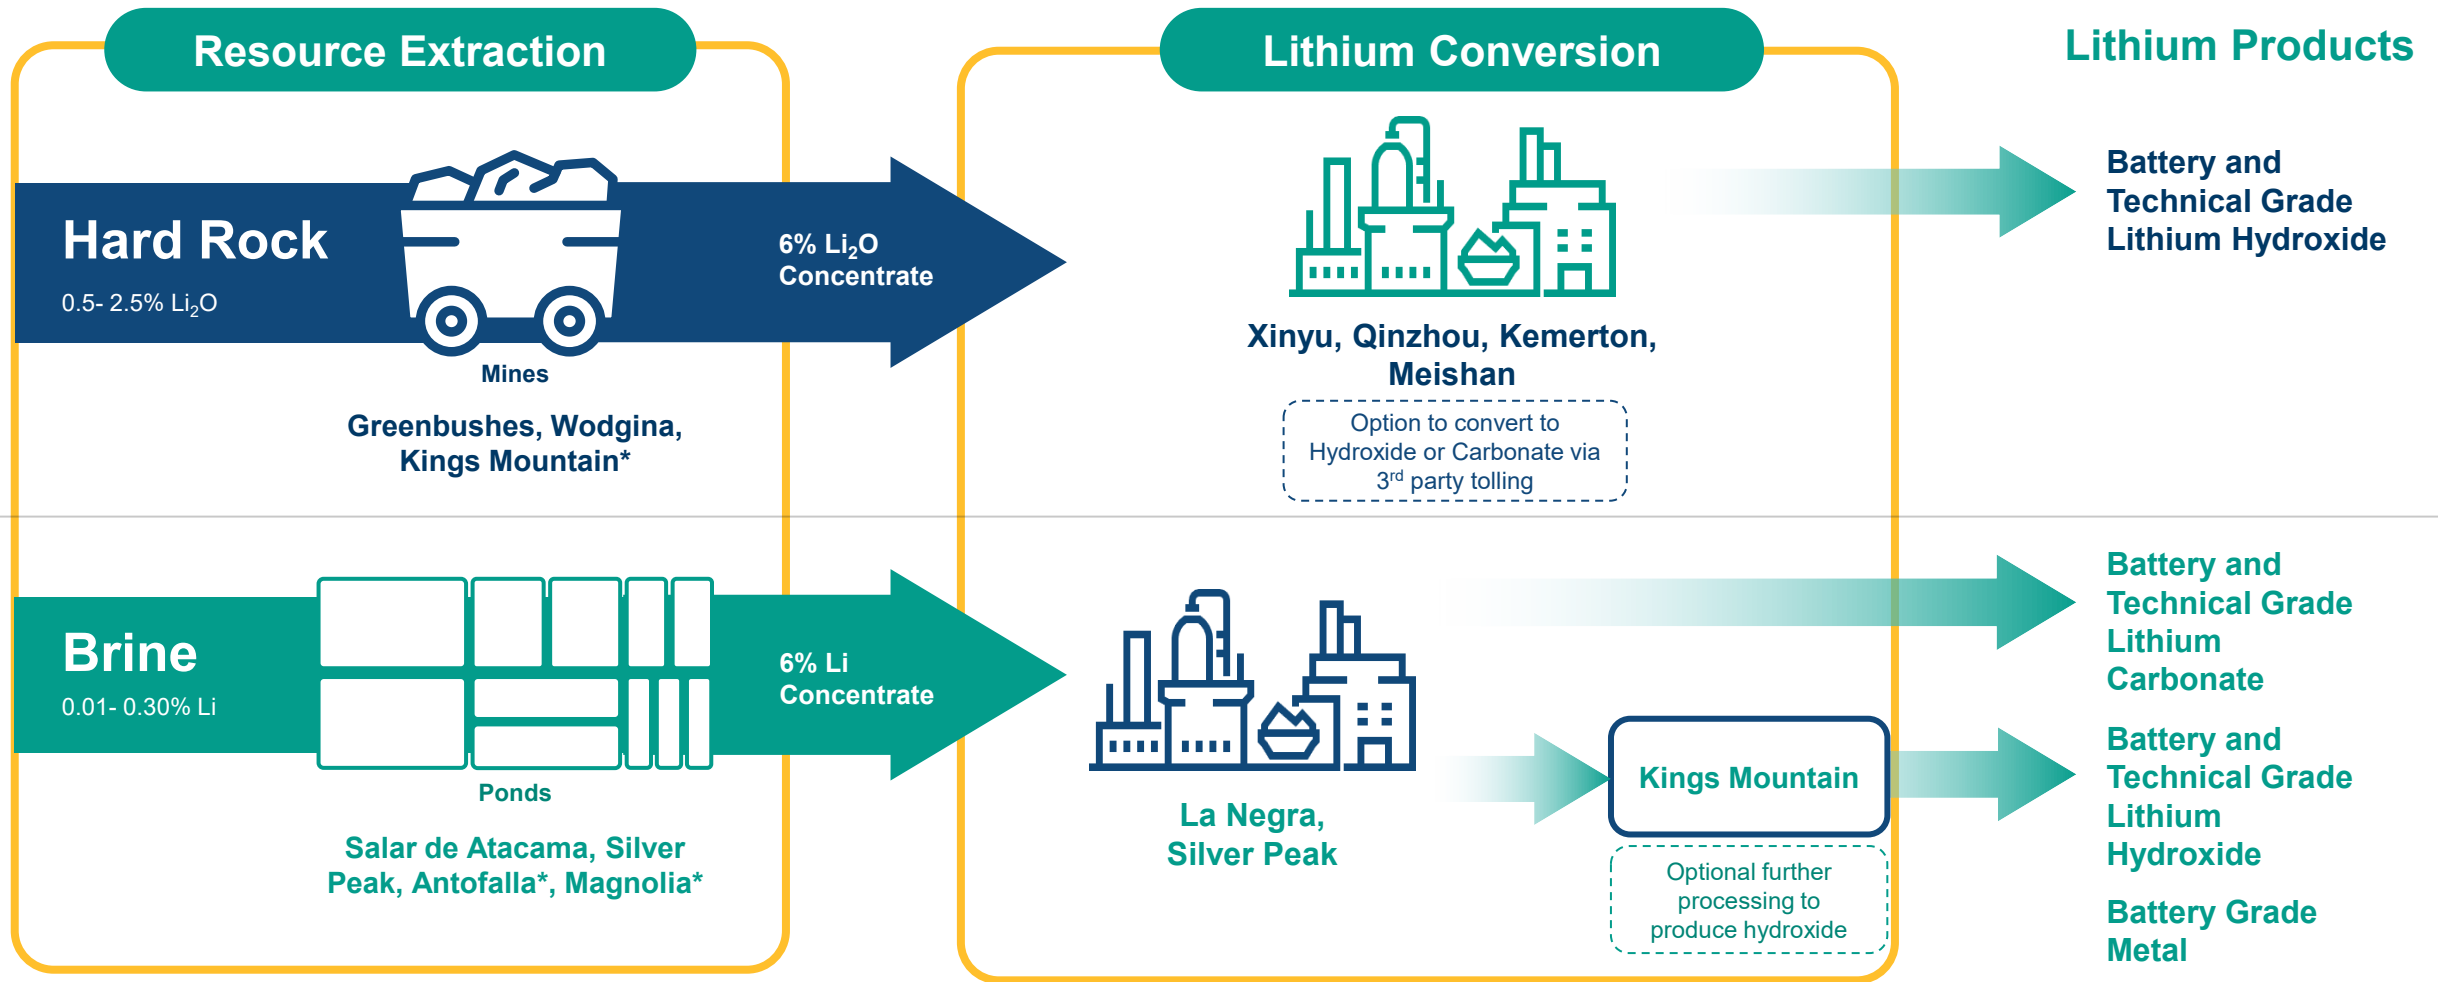 Resource Extraction
Lithium Conversion
Lithium Products
Hard Rock
0.5- 2.5% Li₂O
Mines
Greenbushes, Wodgina,
Kings Mountain*
6% Li₂O
Concentrate
Xinyu, Qinzhou, Kemerton,
Meishan
Option to convert to
Hydroxide or Carbonate via
3rd party tolling
Battery and
Technical Grade
Lithium Hydroxide
Brine
0.01- 0.30% Li
Ponds
Salar de Atacama, Silver
Peak, Antofalla*, Magnolia*
6% Li
Concentrate
La Negra,
Silver Peak
Kings Mountain
Optional further
processing to
produce hydroxide
Battery and
Technical Grade
Lithium
Carbonate
Battery and
Technical Grade
Lithium
Hydroxide
Battery Grade
Metal